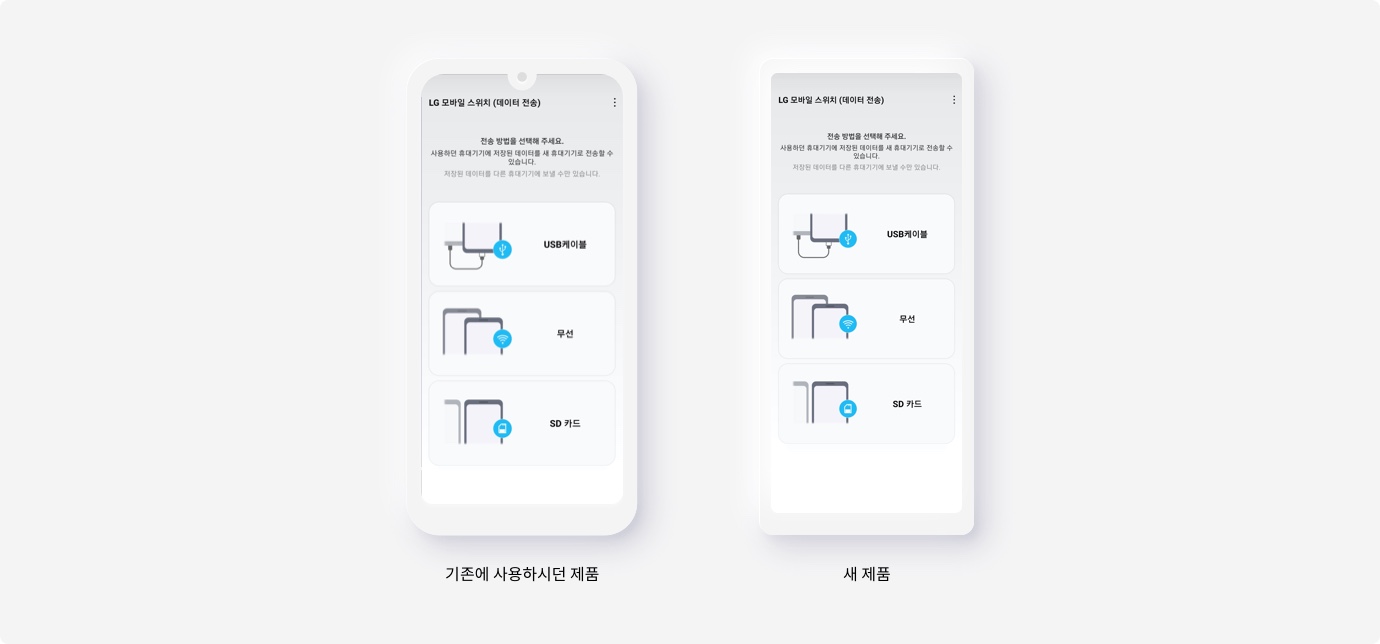 LG 모바일 스위치 (데이터 전송)
전송 방법을 선택해 주세요.
사용하던 휴대기기에 저장된 데이터를 새 휴대기기로 전송할 수
있습니다.
저장된 데이터를 다른 휴대기기에 보낼 수만 있습니다.
USB케이블
무선
SD 카드
기존에 사용하시던 제품
LG 모바일 스위치 (데이터 전송)
전송 방법을 선택해 주세요.
사용하던 휴대기기에 저장된 데이터를 새 휴대기기로 전송할 수
있습니다.
저장된 데이터를 다른 휴대기기에 보낼 수만 있습니다.
USB케이블
무선
SD 카드
새 제품